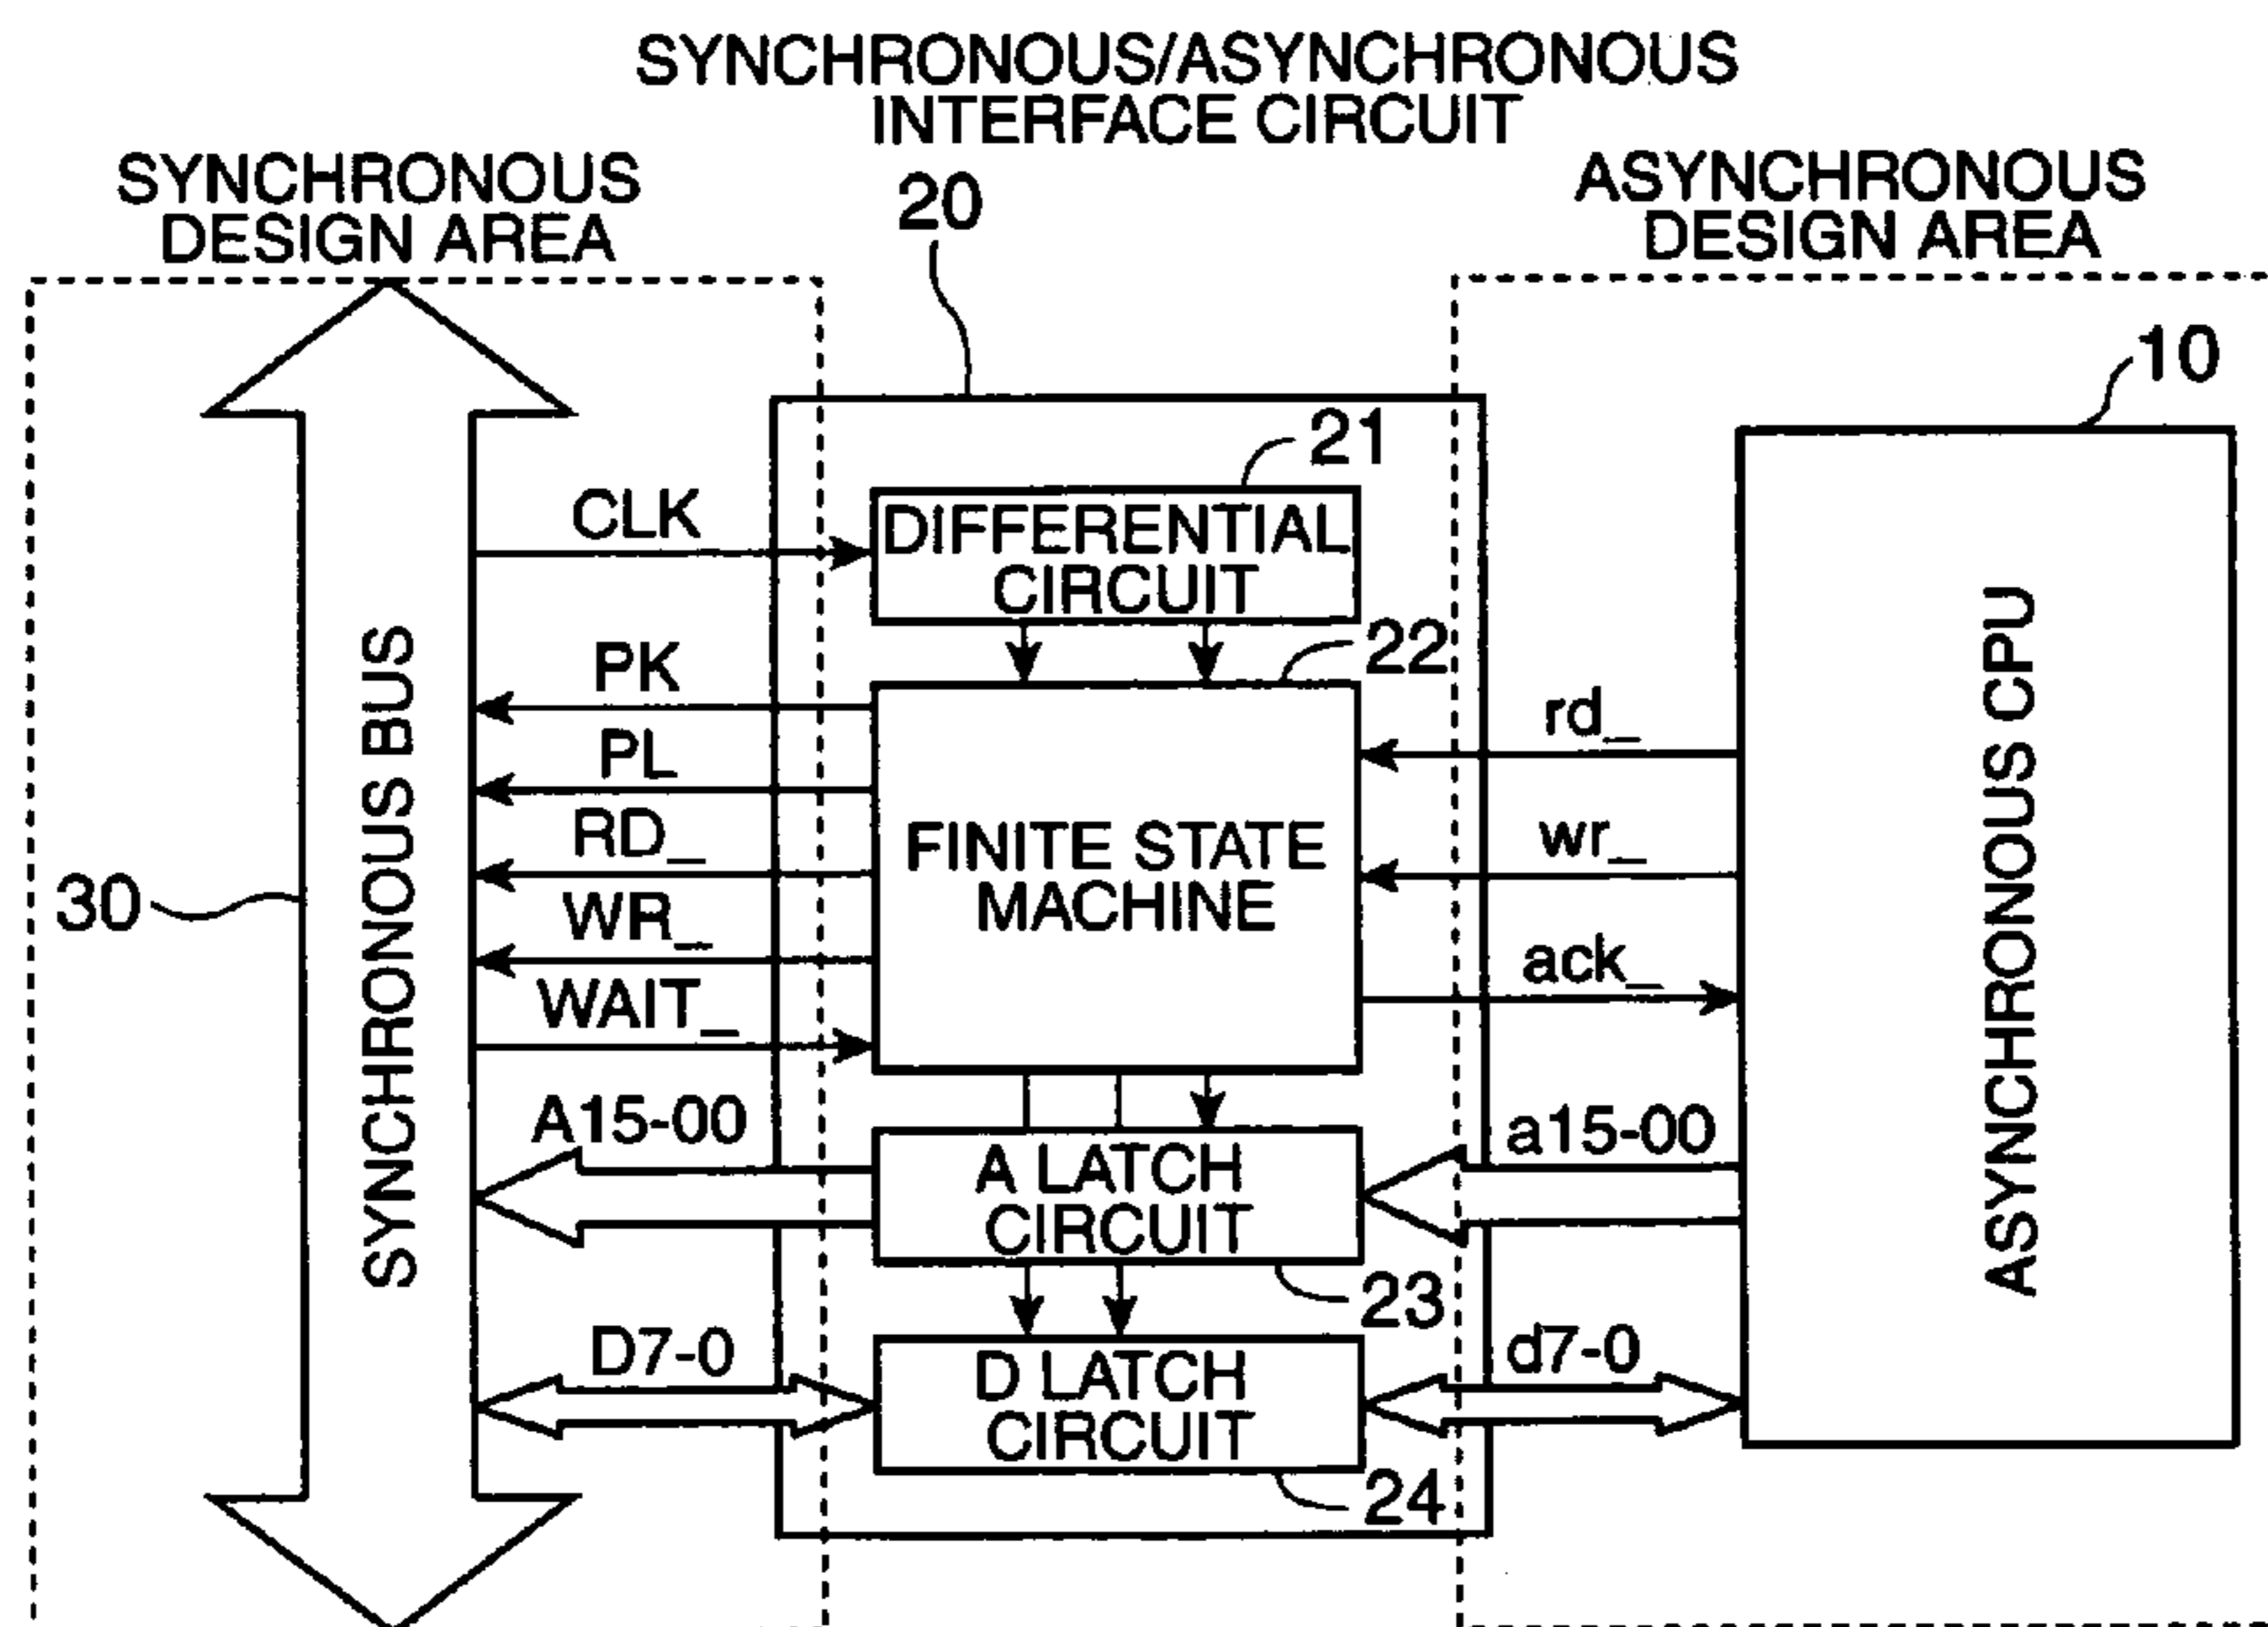 SYNCHRONOUS/ASYNCHRONOUS
INTERFACE CIRCUIT
SYNCHRONOUS
DESIGN AREA
20
ASYNCHRONOUS
DESIGN AREA
10
21
CLK
DIFFERENTIAL
CIRCUIT
22
PK
PL
RD_
WR_
WAIT_
FINITE STATE
MACHINE
rd_
wr_
ack_
30
SYNCHRONOUS BUS
ASYNCHRONOUS CPU
A15-00
A LATCH
CIRCUIT
a15-00
23
D7-0
D LATCH
CIRCUIT
d7-0
24